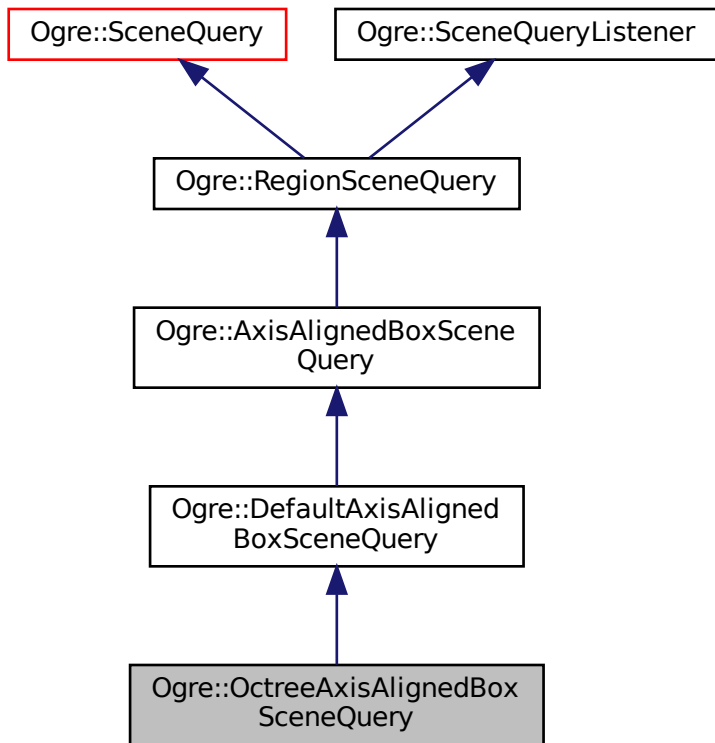 Ogre::SceneQuery
Ogre::SceneQueryListener
Ogre::RegionSceneQuery
Ogre::AxisAlignedBoxScene
Query
Ogre::DefaultAxisAligned
BoxSceneQuery
Ogre::OctreeAxisAlignedBox
SceneQuery